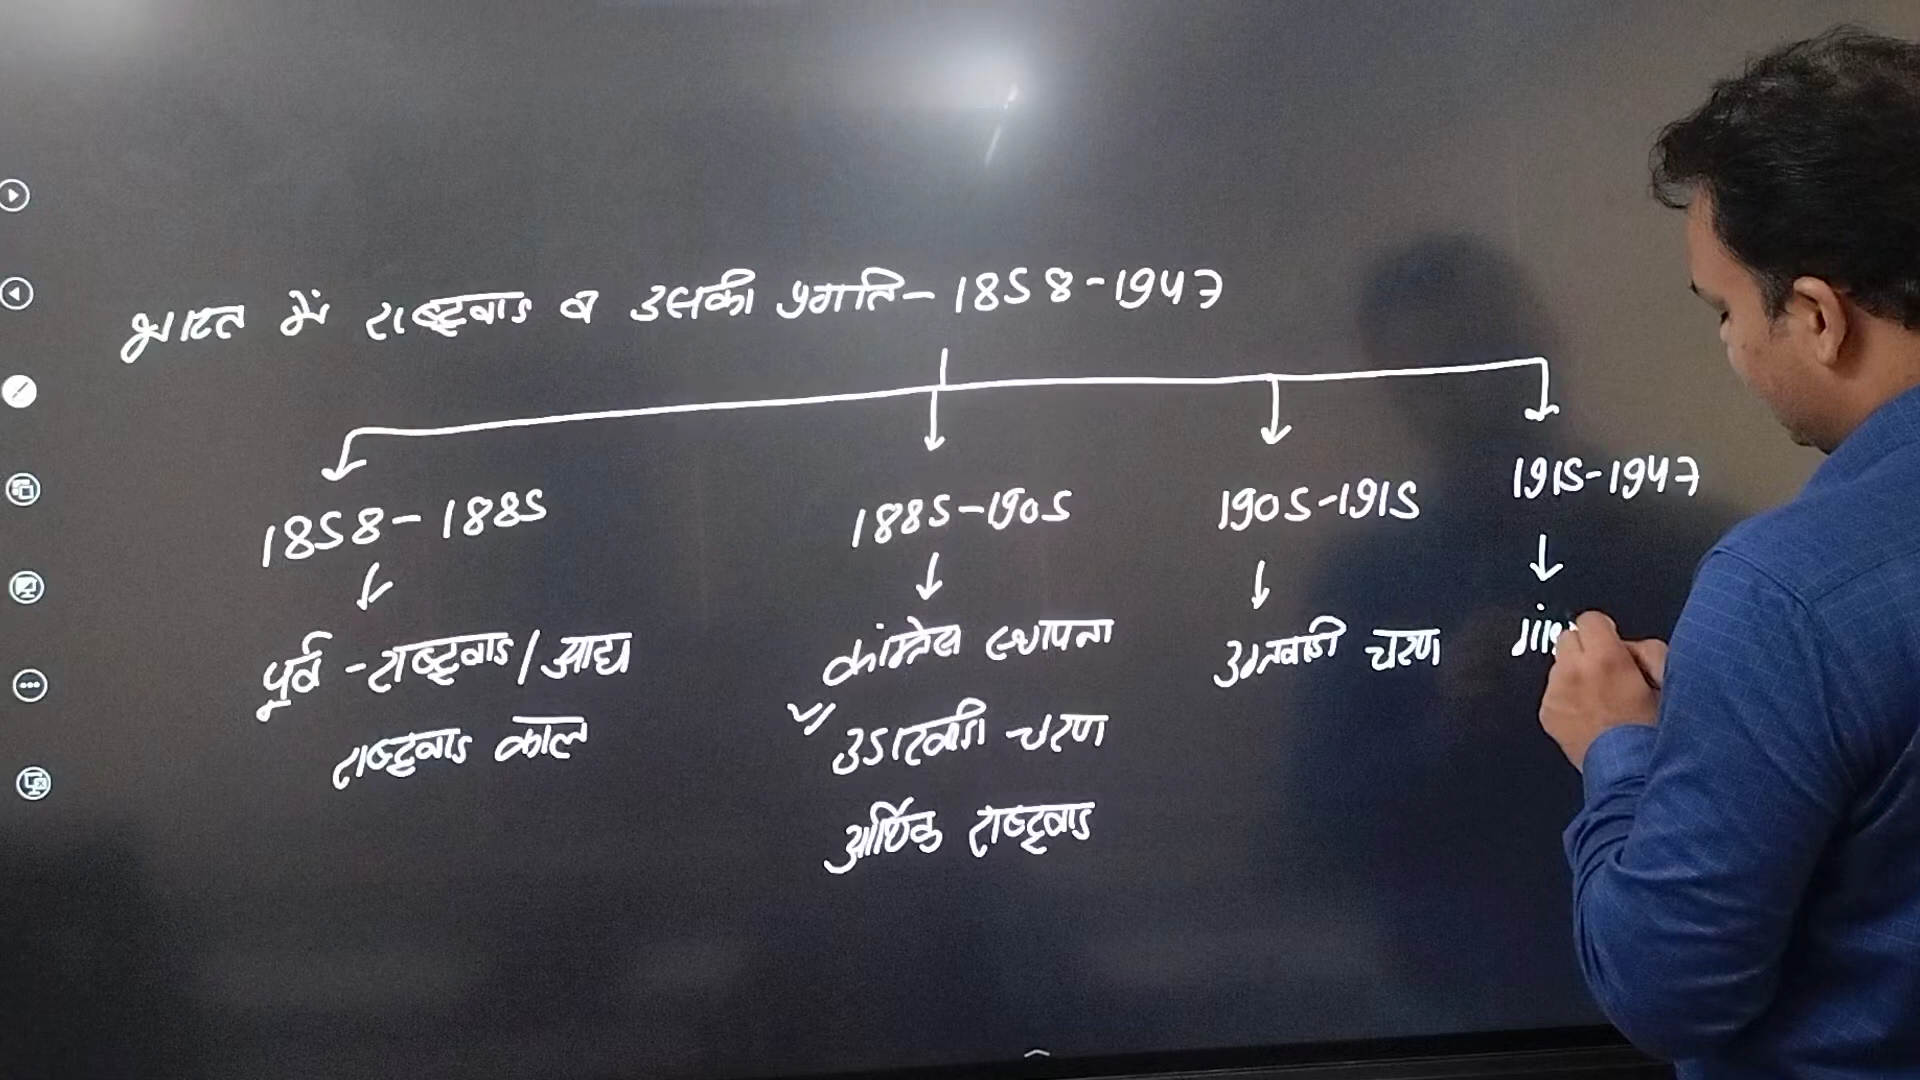 भारत में राष्ट्रवाद व उसकी प्रगति - 1858-1947
1858-1885
1885-1905
1905-1915
1915-1947
पूर्व - राष्ट्रवाद / आद्य
राष्ट्रवाद काल
कांग्रेस स्थापना
उदारवादी चरण
आर्थिक राष्ट्रवाद
उग्रवादी चरण